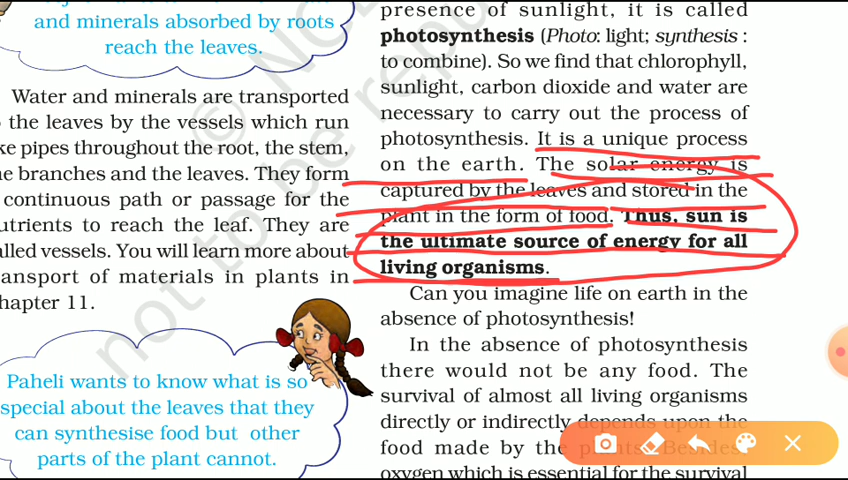 and minerals absorbed by roots
reach the leaves.
Water and minerals are transported
the leaves by the vessels which run
pipes throughout the root, the stem,
branches and the leaves. They form
continuous path or passage for the
to reach the leaf. They are
vessels. You will learn more about
of materials in plants in
11.
Paheli wants to know what is so
special about the leaves that they
can synthesise food but other
parts of the plant cannot.
presence of sunlight, it is called
photosynthesis (Photo: light; synthesis :
to combine). So we find that chlorophyll,
sunlight, carbon dioxide and water are
necessary to carry out the process of
photosynthesis. It is a unique process
on the earth. The solar energy is
captured by the leaves and stored in the
plant in the form of food. Thus, sun is
the ultimate source of energy for all
living organisms.
Can you imagine life on earth in the
absence of photosynthesis!
In the absence of photosynthesis
there would not be any food. The
survival of almost all living organisms
directly or indirectly depends upon the
food made by the plants. Besides,
oxygen which is essential for the survival
not to be